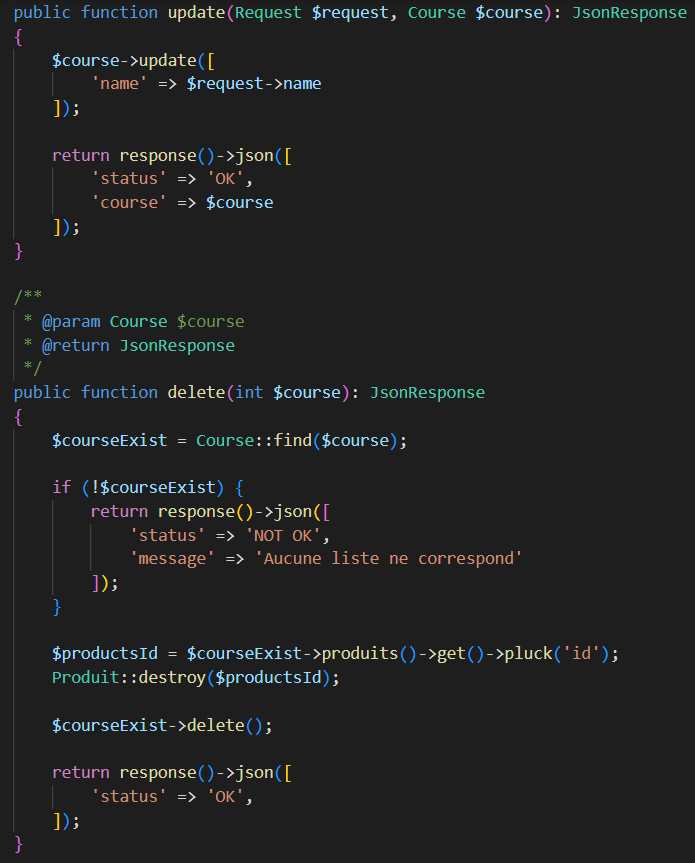 public function update(Request $request, Course $course): JsonResponse
{
    $course->update([
        'name' => $request->name
    ]);

    return response()->json([
        'status' => 'OK',
        'course' => $course
    ]);
}

/**
 * @param Course $course
 * @return JsonResponse
 */
public function delete(int $course): JsonResponse
{
    $courseExist = Course::find($course);

    if (!$courseExist) {
        return response()->json([
            'status' => 'NOT OK',
            'message' => 'Aucune liste ne correspond'
        ]);
    }

    $productsId = $courseExist->produits()->get()->pluck('id');
    Produit::destroy($productsId);

    $courseExist->delete();

    return response()->json([
        'status' => 'OK',
    ]);
}